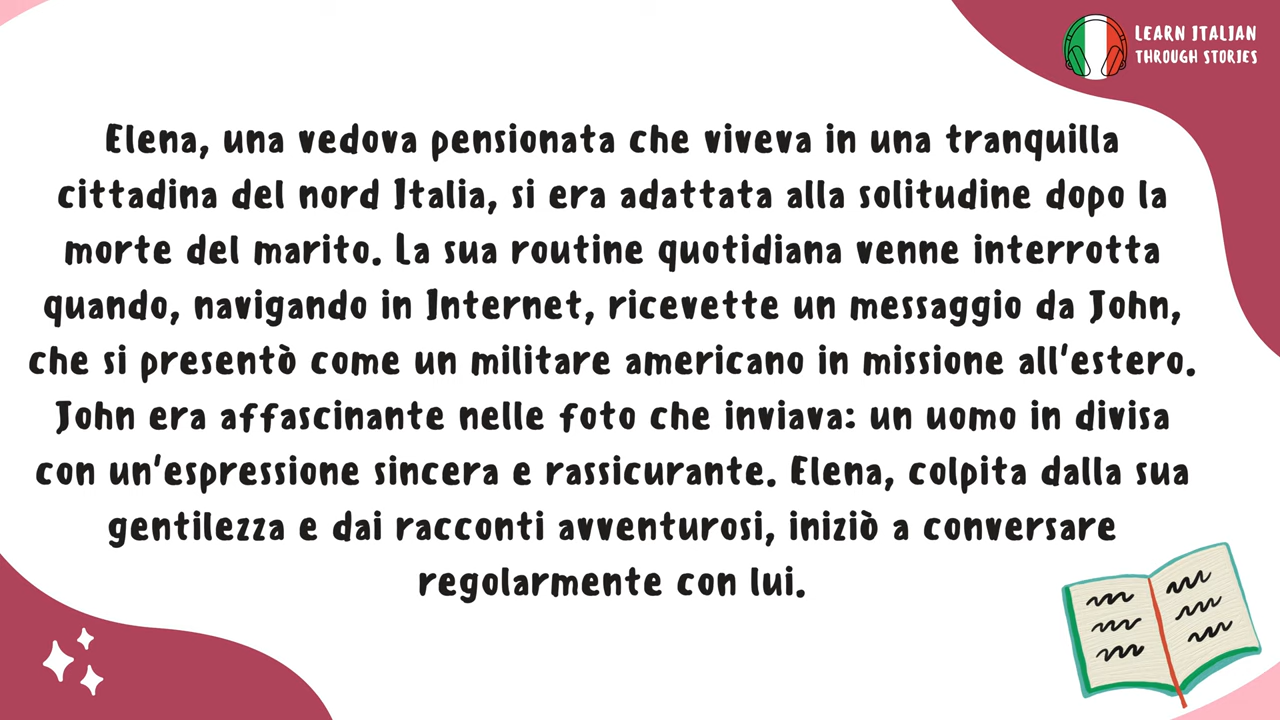 LEARN ITALIAN
THROUGH STORIES
Elena, una vedova pensionata che viveva in una tranquilla
cittadina del nord Italia, si era adattata alla solitudine dopo la
morte del marito. La sua routine quotidiana venne interrotta
quando, navigando in Internet, ricevette un messaggio da John,
che si presentò come un militare americano in missione all'estero.
John era affascinante nelle foto che inviava: un uomo in divisa
con un'espressione sincera e rassicurante. Elena, colpita dalla sua
gentilezza e dai racconti avventurosi, iniziò a conversare
regolarmente con lui.